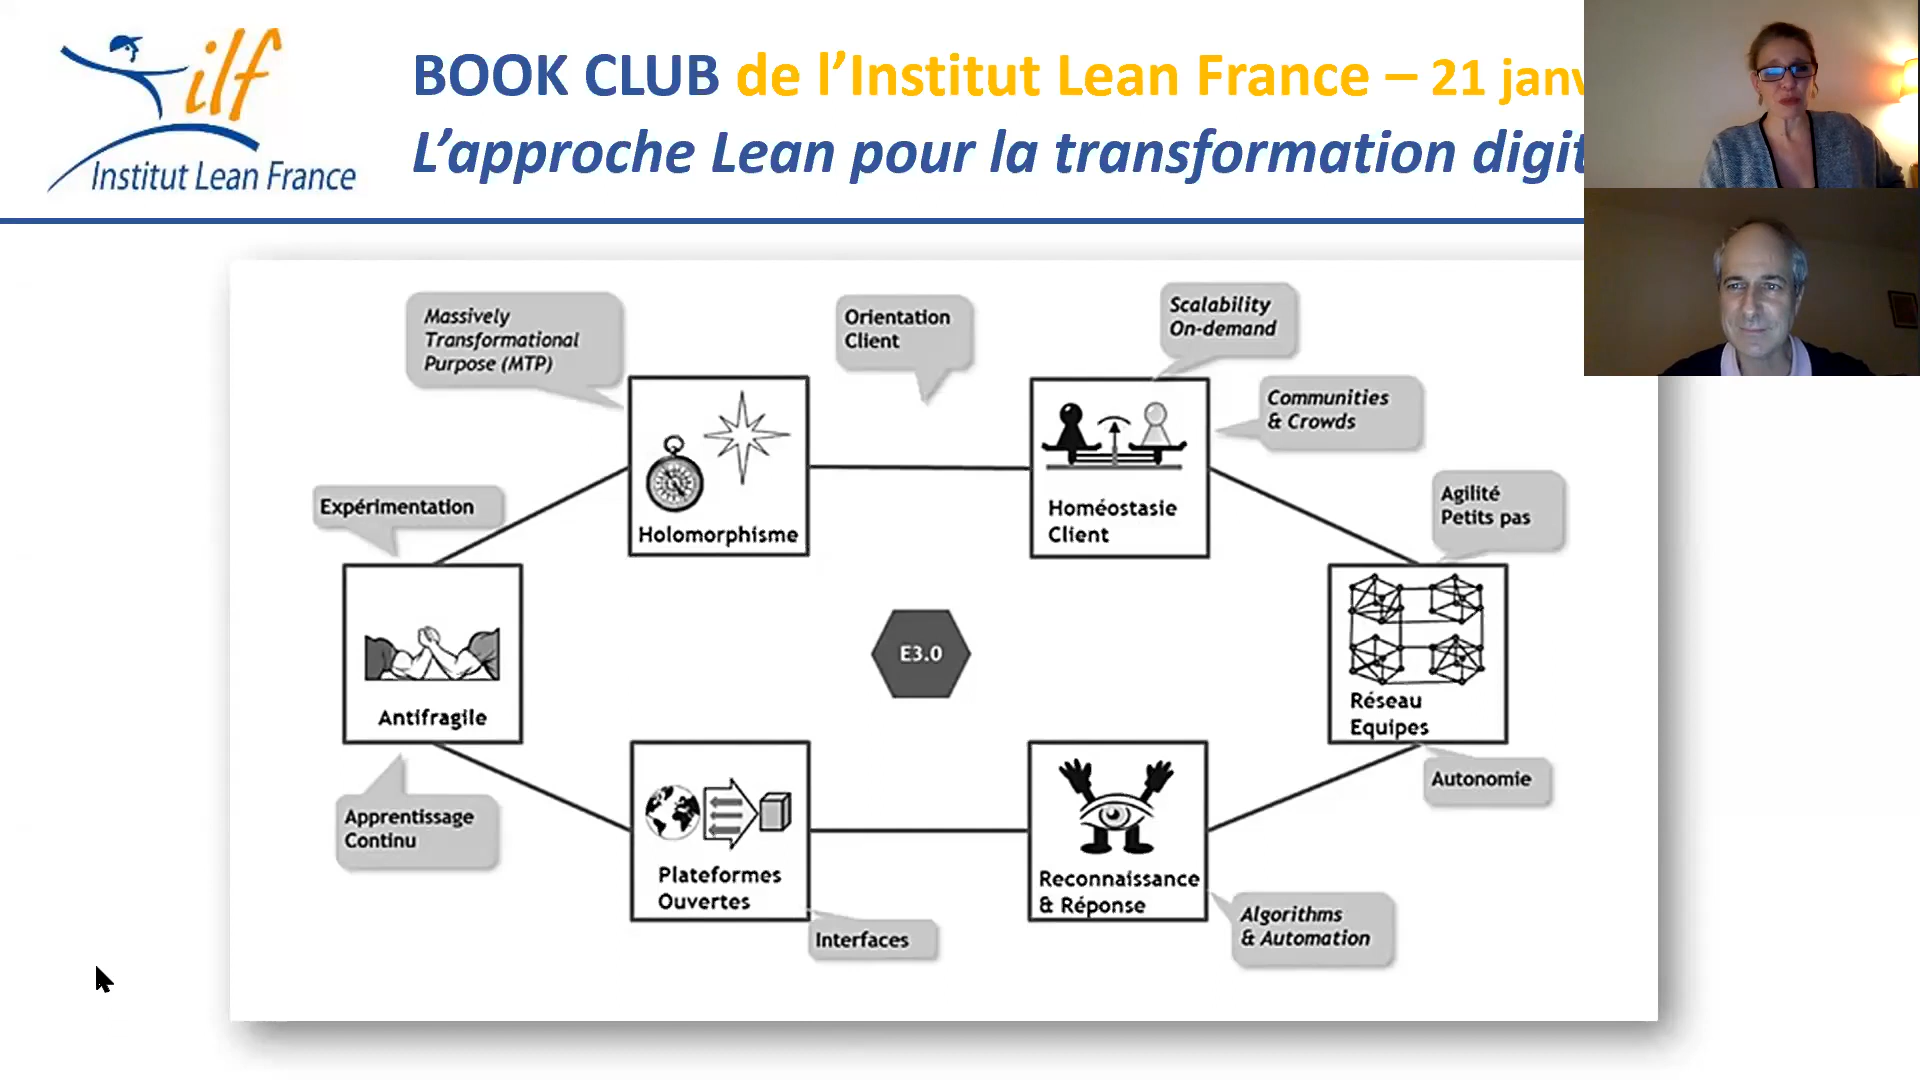 ilf
Institut Lean France
BOOK CLUB de l’Institut Lean France – 21 janv
L’approche Lean pour la transformation digit
Massively
Transformational
Purpose (MTP)
Orientation
Client
Scalability
On-demand
Communities
& Crowds
Holomorphisme
Homéostasie
Client
Agilité
Petits pas
Expérimentation
Antifragile
E3.0
Réseau
Equipes
Apprentissage
Continu
Plateformes
Ouvertes
Interfaces
Reconnaissance
& Réponse
Autonomie
Algorithms
& Automation